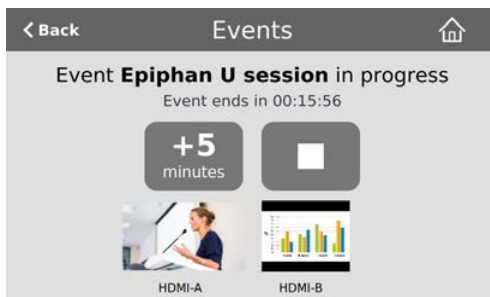 Back
Events
Event Epiphan U session in progress
Event ends in 00:15:56
+5
minutes
HDMI-A
HDMI-B